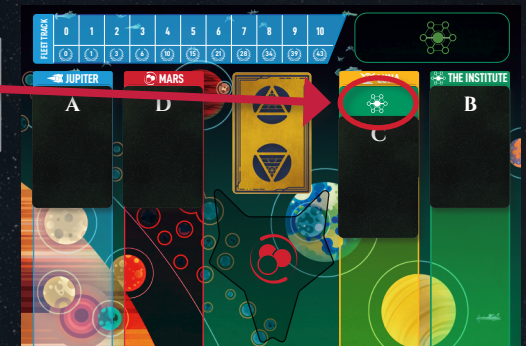 FLEET TRACK
0 1 2 3 4 5 6 7 8 9 10
0 1 3 6 10 15 21 28 34 39 43
JUPITER
MARS
THE INSTITUTE
A
D
C
B